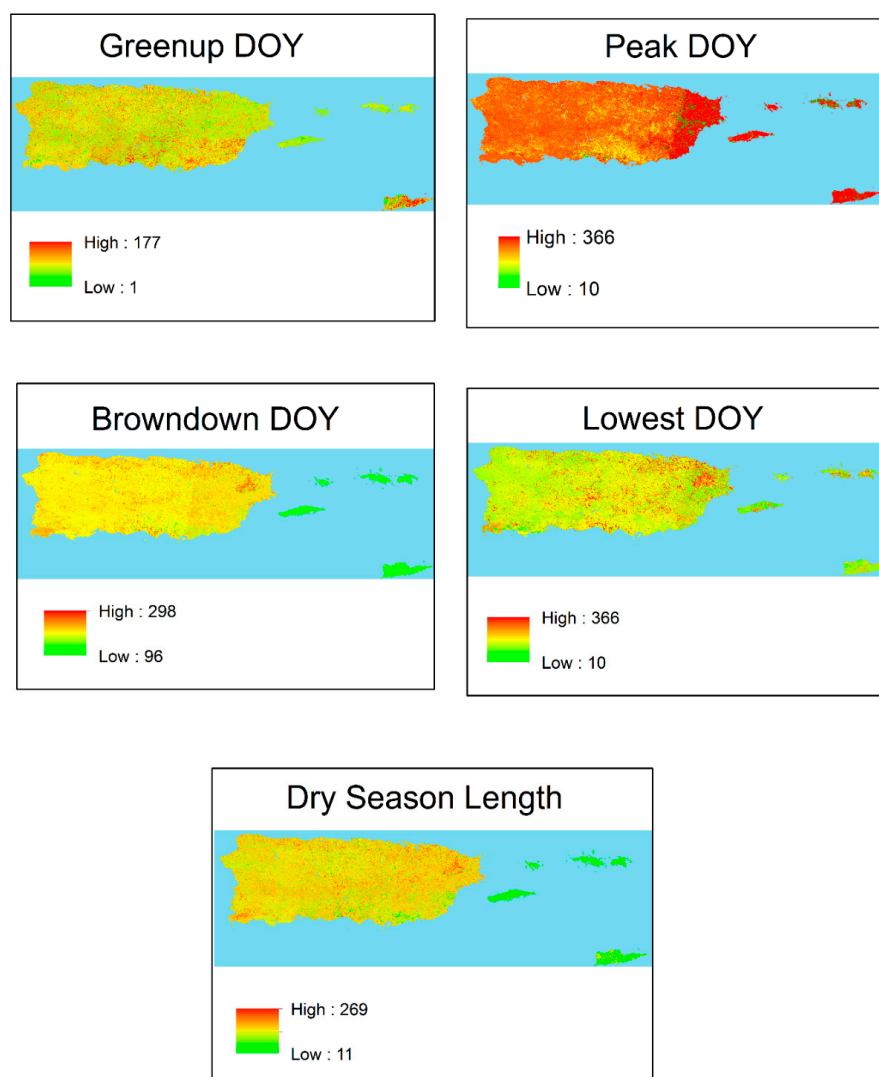 Greenup DOY
High : 177
Low : 1
Peak DOY
High : 366
Low : 10
Browndown DOY
High : 298
Low : 96
Lowest DOY
High : 366
Low : 10
Dry Season Length
High : 269
Low : 11